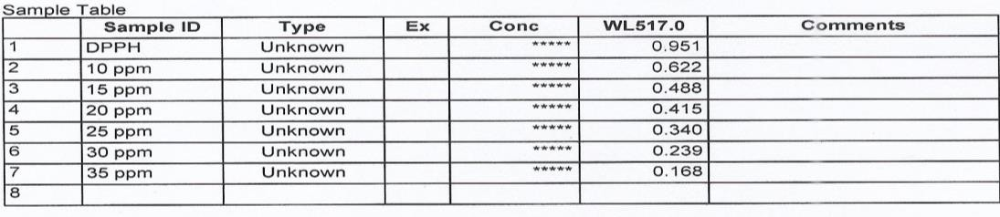 Sample Table
Sample ID Type Ex Conc WL517.0 Comments
1 DPPH Unknown ***** 0.951
2 10 ppm Unknown ***** 0.622
3 15 ppm Unknown ***** 0.488
4 20 ppm Unknown ***** 0.415
5 25 ppm Unknown ***** 0.340
6 30 ppm Unknown ***** 0.239
7 35 ppm Unknown ***** 0.168
8